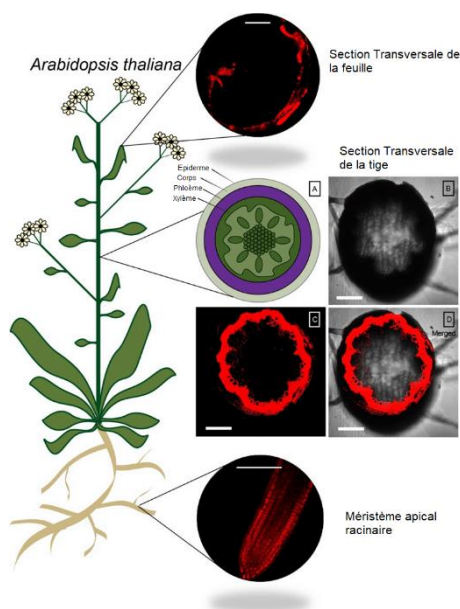 Arabidopsis thaliana
Section Transversale de
la feuille
Section Transversale
de la tige
Epiderme
Corps
Phloème
Xylème
A
B
C
D
Merged
Méristème apical
racinaire